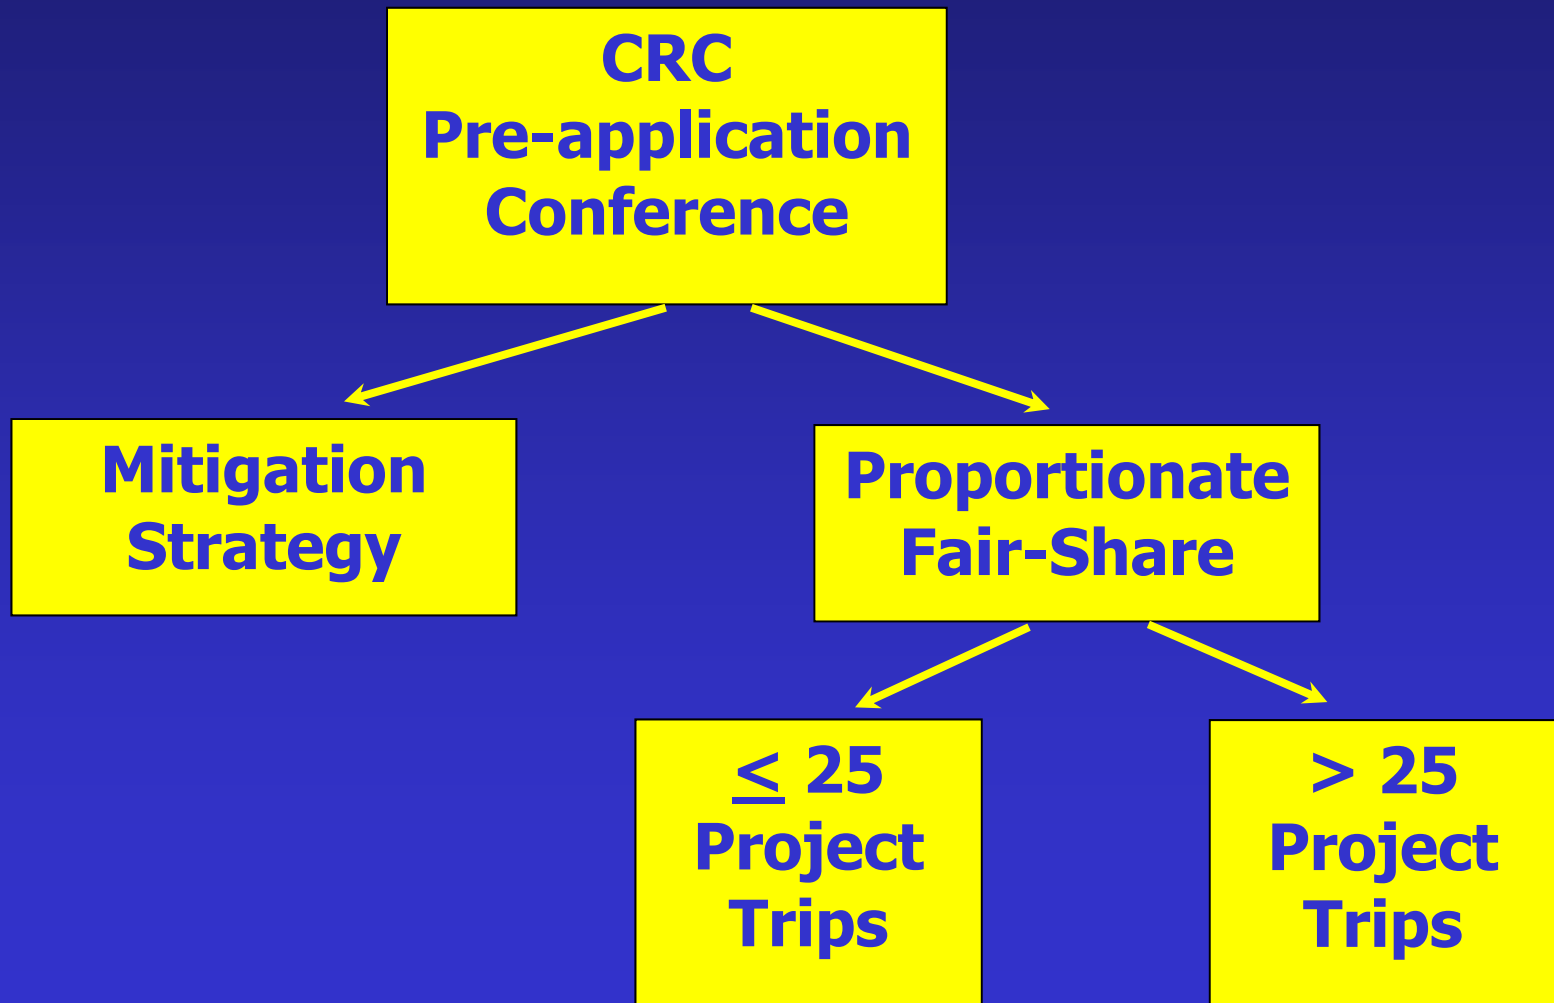 CRC
Pre-application
Conference
Mitigation
Strategy
Proportionate
Fair-Share
< 25
Project
Trips
> 25
Project
Trips